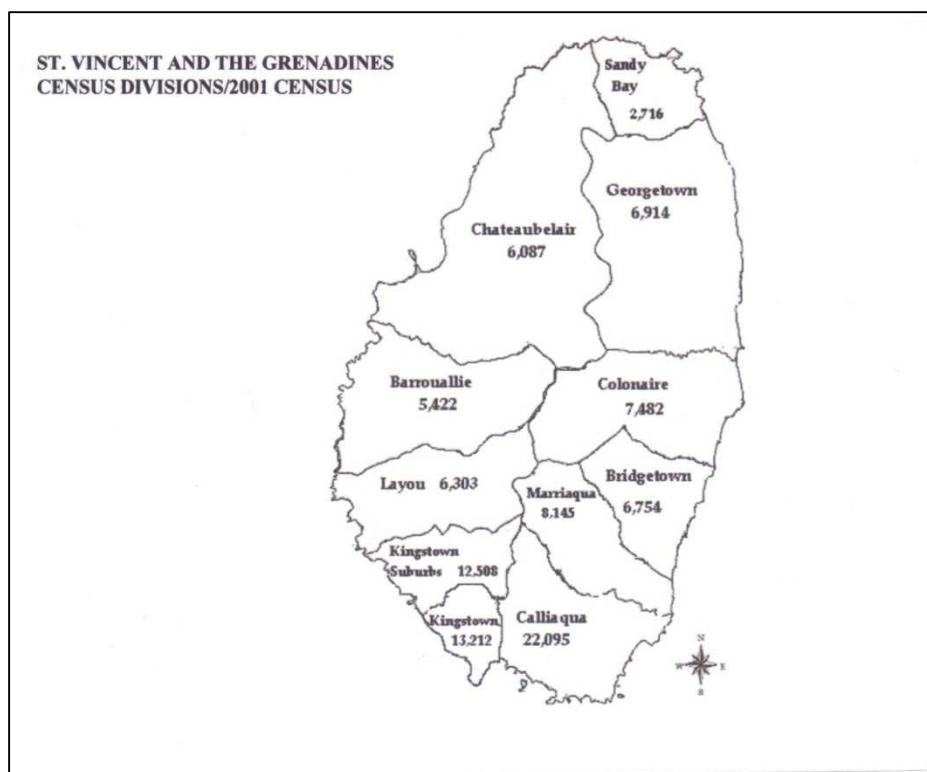 ST. VINCENT AND THE GRENADINES
CENSUS DIVISIONS/2001 CENSUS
Sandy
Bay
2,716
Georgetown
6,914
Chateaubelair
6,087
Barrouallie
5,422
Colonaire
7,482
Layou 6,303
Marriaqua
8,145
Bridgetown
6,754
Kingstown
Suburbs 12,508
Kingstown
13,212
Calliaqua
22,095
N
W E
S